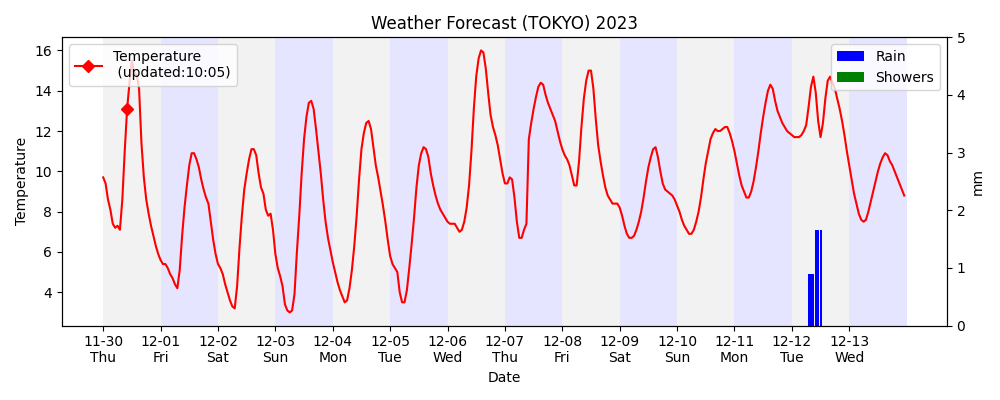 Weather Forecast (TOKYO) 2023
Temperature
(updated:10:05)
Rain
Showers
Temperature
16
14
12
10
8
6
4
5
4
3
2
1
0
mm
11-30 12-01 12-02 12-03 12-04 12-05 12-06 12-07 12-08 12-09 12-10 12-11 12-12 12-13
Thu Fri Sat Sun Mon Tue Wed Thu Fri Sat Sun Mon Tue Wed
Date